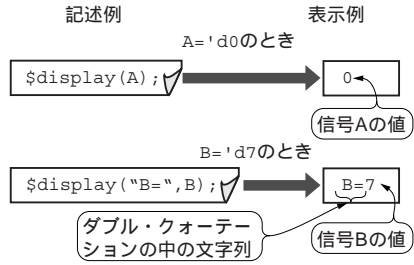 記述例
表示例
A='d0のとき
$display(A);
0
信号Aの値
B='d7のとき
$display(“B=“,B);
B=7
ダブル・クォーテー
ションの中の文字列
信号Bの値